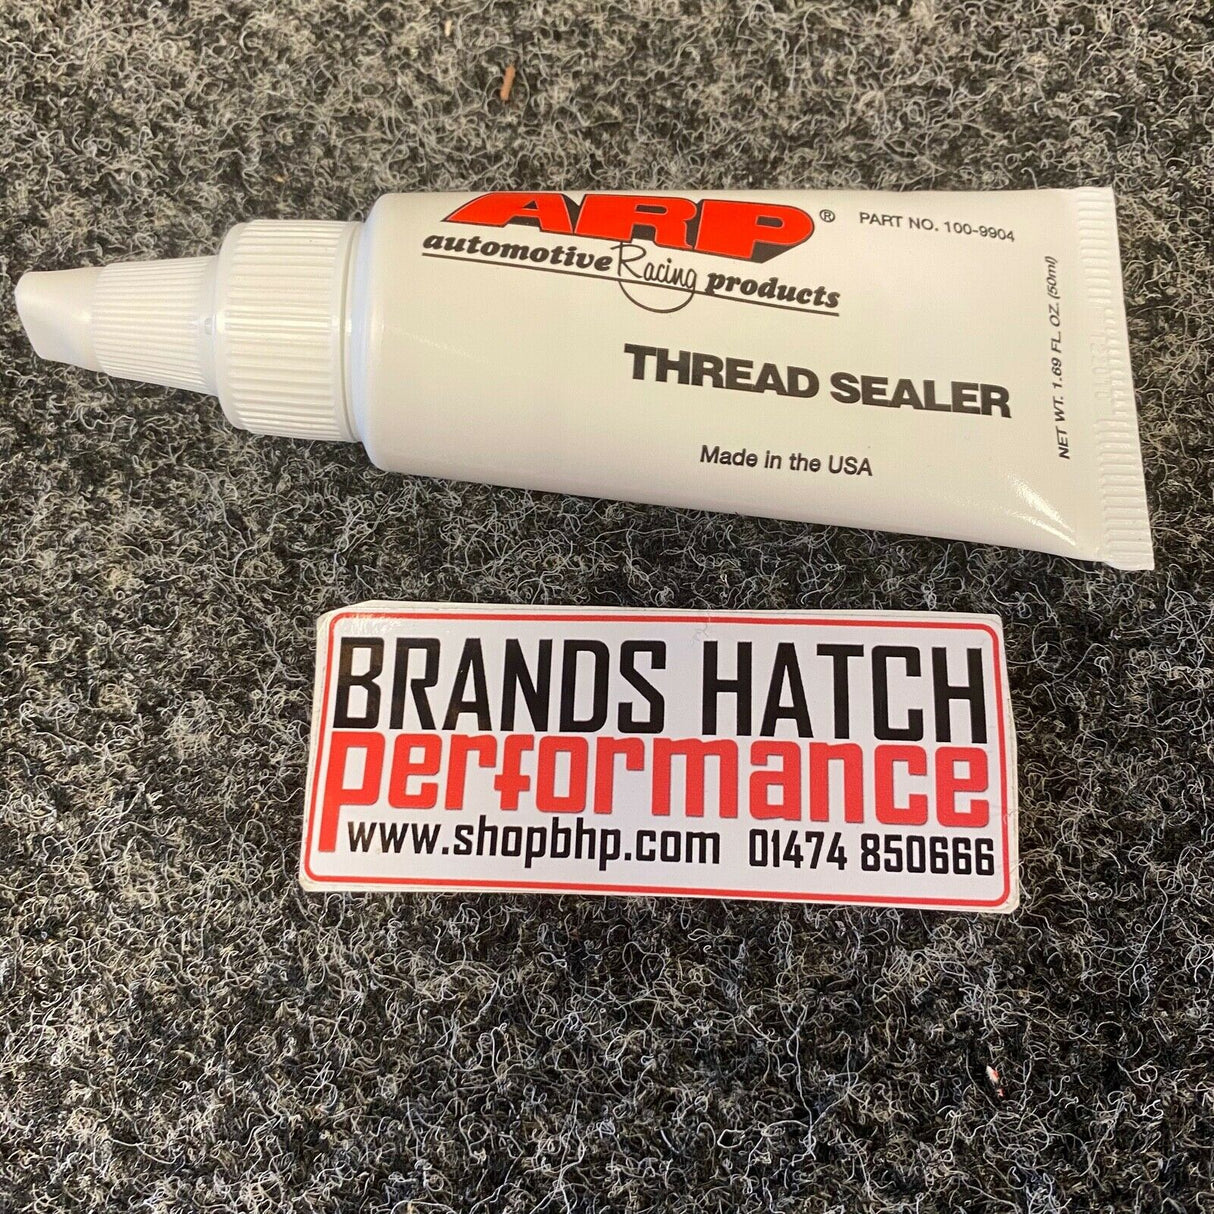 ARP® PART NO. 100-9904
automotive Racing products
THREAD SEALER
Made in the USA
NET WT. 1.69 FL. OZ. (50ml)
BRANDS HATCH
performance
www.shopbhp.com 01474 850666